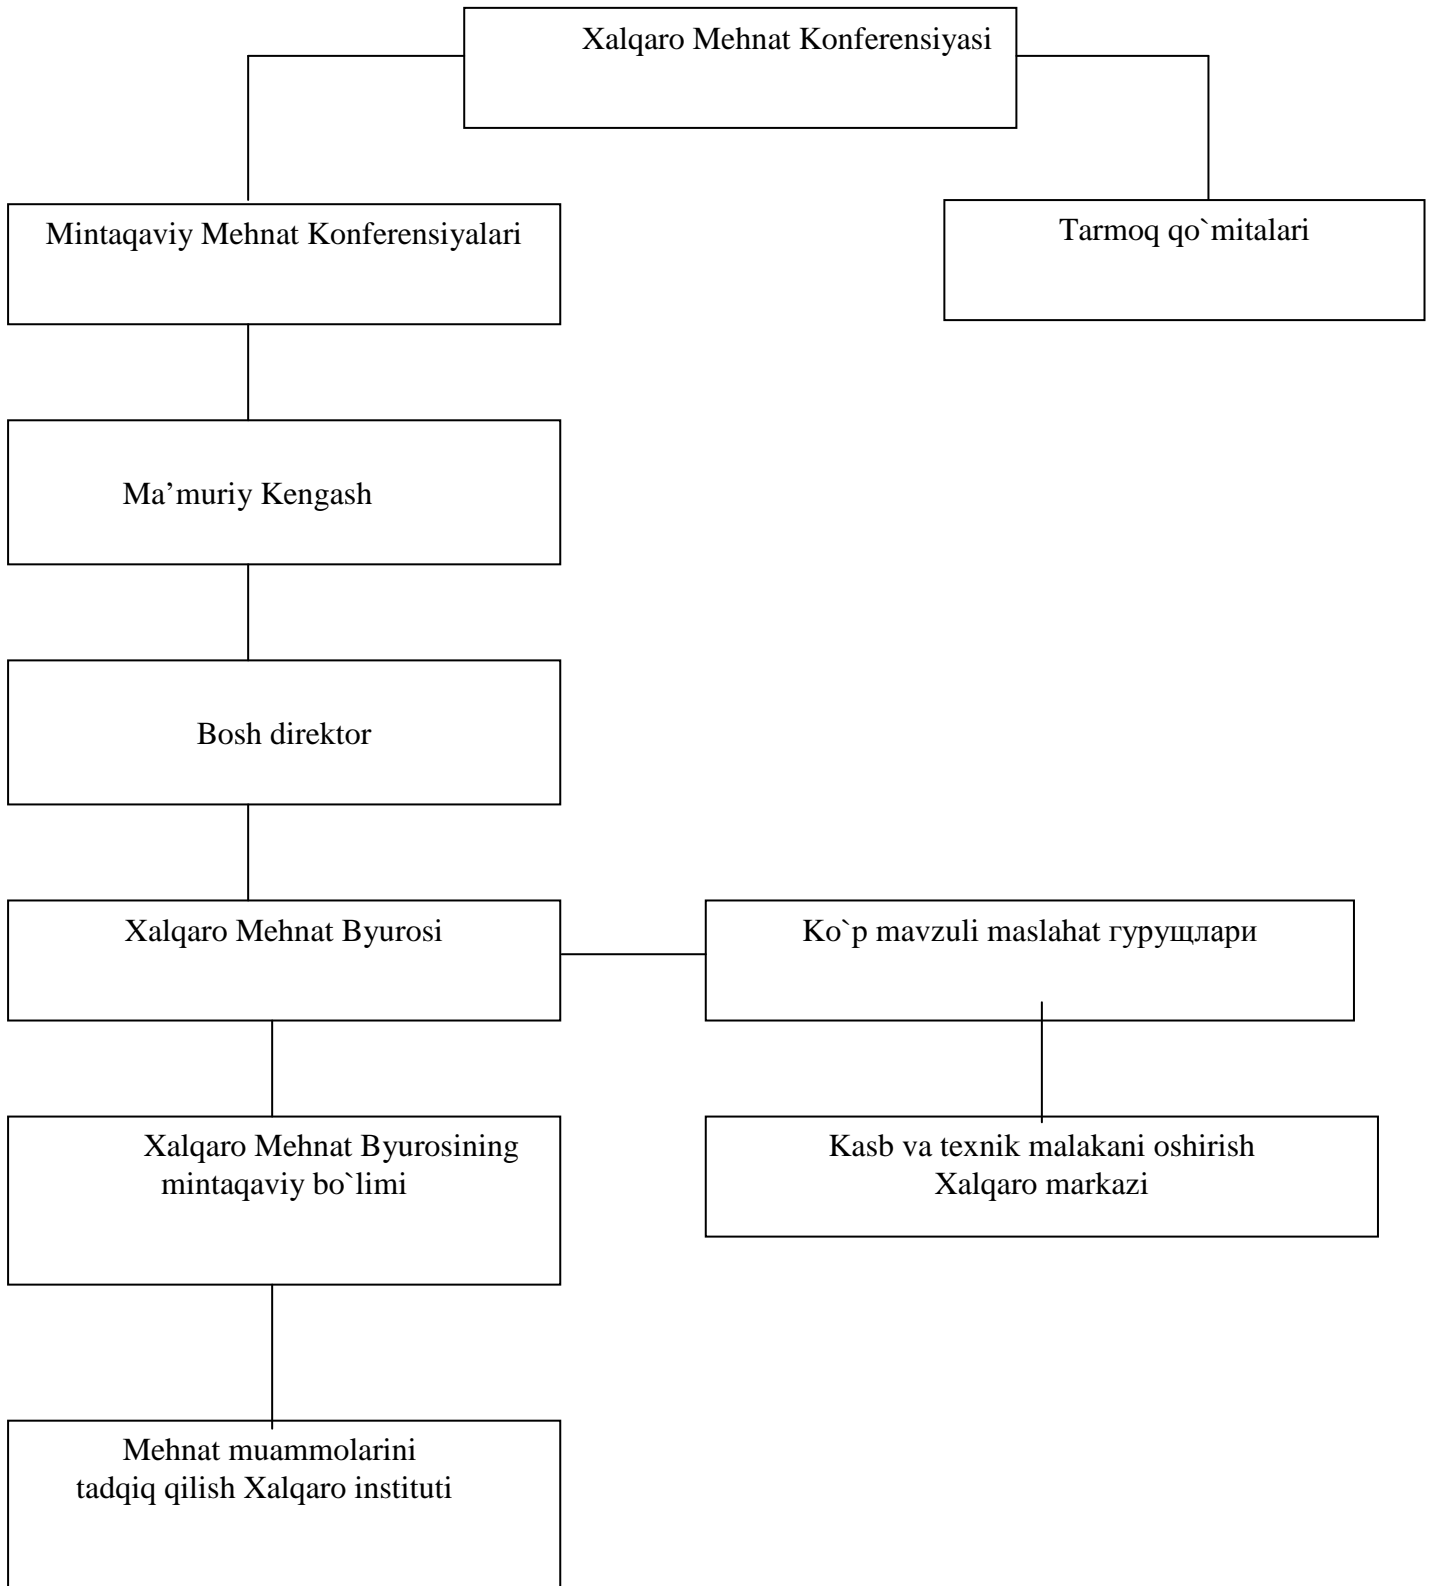 Xalqaro Mehnat Konferensiyasi
Mintaqaviy Mehnat Konferensiyalari
Tarmoq qo`mitalari
Ma’muriy Kengash
Bosh direktor
Xalqaro Mehnat Byurosi
Ko`p mavzuli maslahat гурущлари
Xalqaro Mehnat Byurosining
mintaqaviy bo`limi
Kasb va texnik malakani oshirish
Xalqaro markazi
Mehnat muammolarini
tadqiq qilish Xalqaro instituti